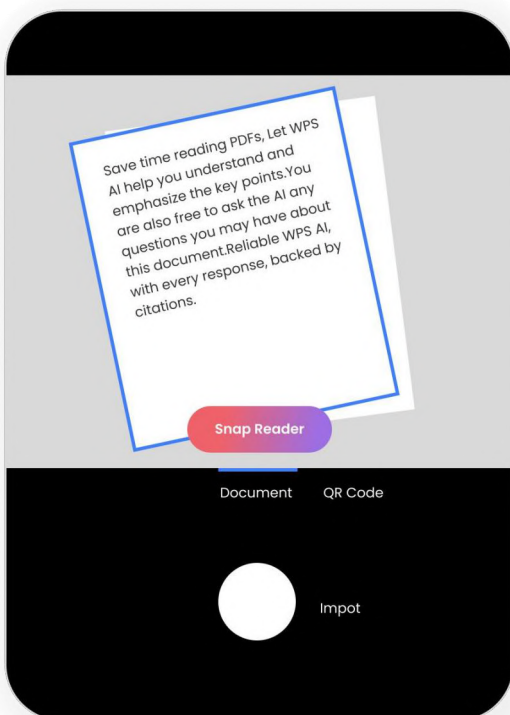 Save time reading PDFs, Let WPS
AI help you understand and
emphasize the key points.You
are also free to ask the AI any
questions you may have about
this document.Reliable WPS AI,
with every response, backed by
citations.
Snap Reader
Document QR Code
Impot